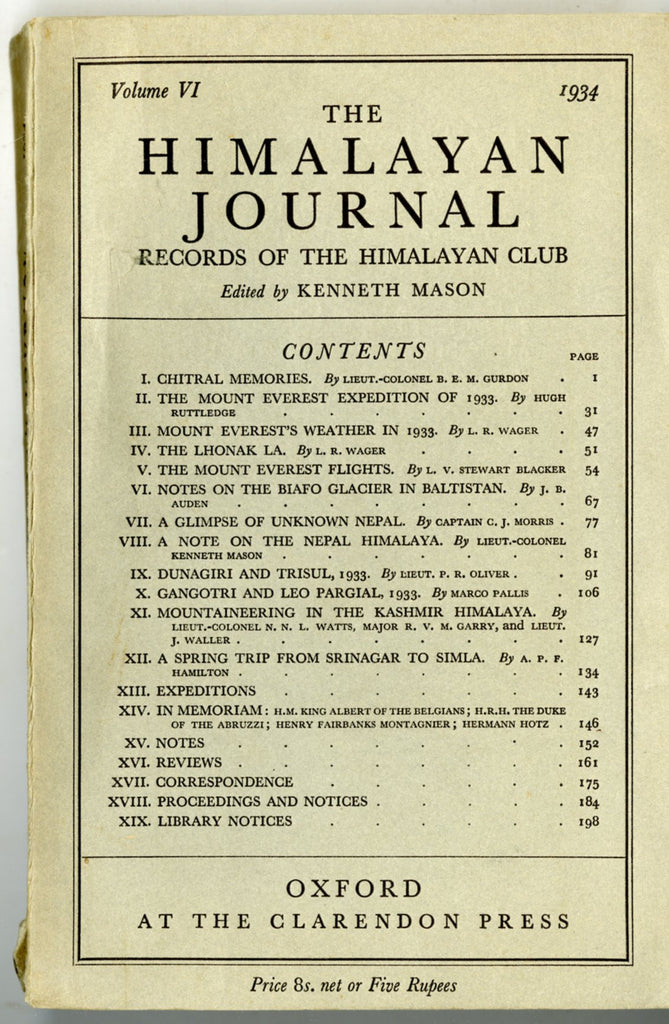 Volume VI 1934
THE
HIMALAYAN
JOURNAL
RECORDS OF THE HIMALAYAN CLUB
Edited by KENNETH MASON
CONTENTS
PAGE
I. CHITRAL MEMORIES. By LIEUT.-COLONEL B. E. M. GURDON . 1
II. THE MOUNT EVEREST EXPEDITION OF 1933. By HUGH
RUTTLEDGE . . . . . . . 31
III. MOUNT EVEREST'S WEATHER IN 1933. By L. R. WAGER . 47
IV. THE LHONAK LA. By L. R. WAGER . . . . 51
V. THE MOUNT EVEREST FLIGHTS. By L. V. STEWART BLACKER 54
VI. NOTES ON THE BIAFO GLACIER IN BALTISTAN. By J. B.
AUDEN . . . . . . . . 67
VII. A GLIMPSE OF UNKNOWN NEPAL. By CAPTAIN C. J. MORRIS . 77
VIII. A NOTE ON THE NEPAL HIMALAYA. By LIEUT.-COLONEL
KENNETH MASON . . . . . . . 81
IX. DUNAGIRI AND TRISUL, 1933. By LIEUT. P. R. OLIVER . . 91
X. GANGOTRI AND LEO PARGIAL, 1933. By MARCO PALLIS . 106
XI. MOUNTAINEERING IN THE KASHMIR HIMALAYA. By
LIEUT.-COLONEL N. N. L. WATTS, MAJOR R. V. M. GARRY, and LIEUT.
J. WALLER . . . . . . . . 127
XII. A SPRING TRIP FROM SRINAGAR TO SIMLA. By A. P. F.
HAMILTON . . . . . . . . 134
XIII. EXPEDITIONS . . . . . . . 143
XIV. IN MEMORIAM: H.M. KING ALBERT OF THE BELGIANS; H.R.H. THE DUKE
OF THE ABRUZZI; HENRY FAIRBANKS MONTAGNIER; HERMANN HOTZ . 146
XV. NOTES . . . . . . . . 152
XVI. REVIEWS . . . . . . . . 161
XVII. CORRESPONDENCE . . . . . . 175
XVIII. PROCEEDINGS AND NOTICES . . . . . 184
XIX. LIBRARY NOTICES . . . . . . 198
OXFORD
AT THE CLARENDON PRESS
Price 8s. net or Five Rupees